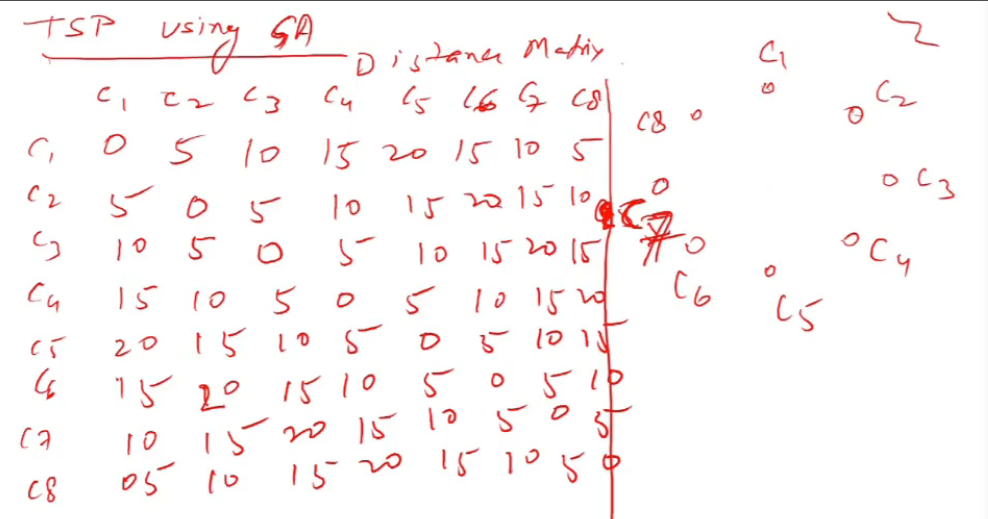 TSP using GA
Distance Matrix
C1 C2 C3 C4 C5 C6 C7 C8
C1 0 5 10 15 20 15 10 5
C2 5 0 5 10 15 20 15 10
C3 10 5 0 5 10 15 20 15
C4 15 10 5 0 5 10 15 20
C5 20 15 10 5 0 5 10 15
C6 15 20 15 10 5 0 5 10
C7 10 15 20 15 10 5 0 5
C8 05 10 15 20 15 10 5 0
C1
C2
C8
C3
C4
C6
C5